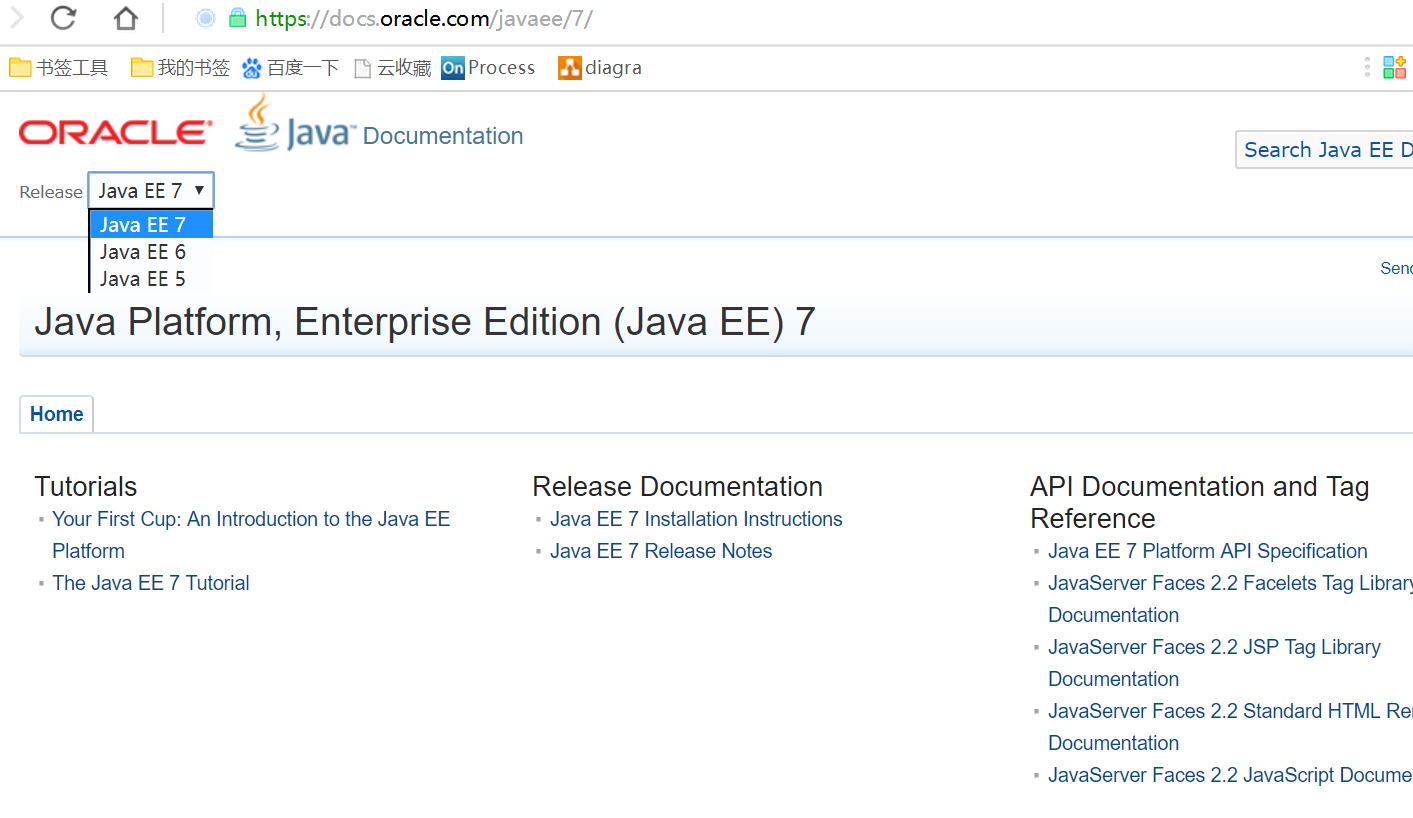 https://docs.oracle.com/javaee/7/
书签工具 我的书签 百度一下 云收藏 On Process diagra
ORACLE Java™ Documentation
Search Java EE D
Release Java EE 7
Java EE 7
Java EE 6
Java EE 5
Send
Java Platform, Enterprise Edition (Java EE) 7
Home
Tutorials
Your First Cup: An Introduction to the Java EE
Platform
The Java EE 7 Tutorial
Release Documentation
Java EE 7 Installation Instructions
Java EE 7 Release Notes
API Documentation and Tag
Reference
Java EE 7 Platform API Specification
JavaServer Faces 2.2 Facelets Tag Library
Documentation
JavaServer Faces 2.2 JSP Tag Library
Documentation
JavaServer Faces 2.2 Standard HTML Re
Documentation
JavaServer Faces 2.2 JavaScript Docume